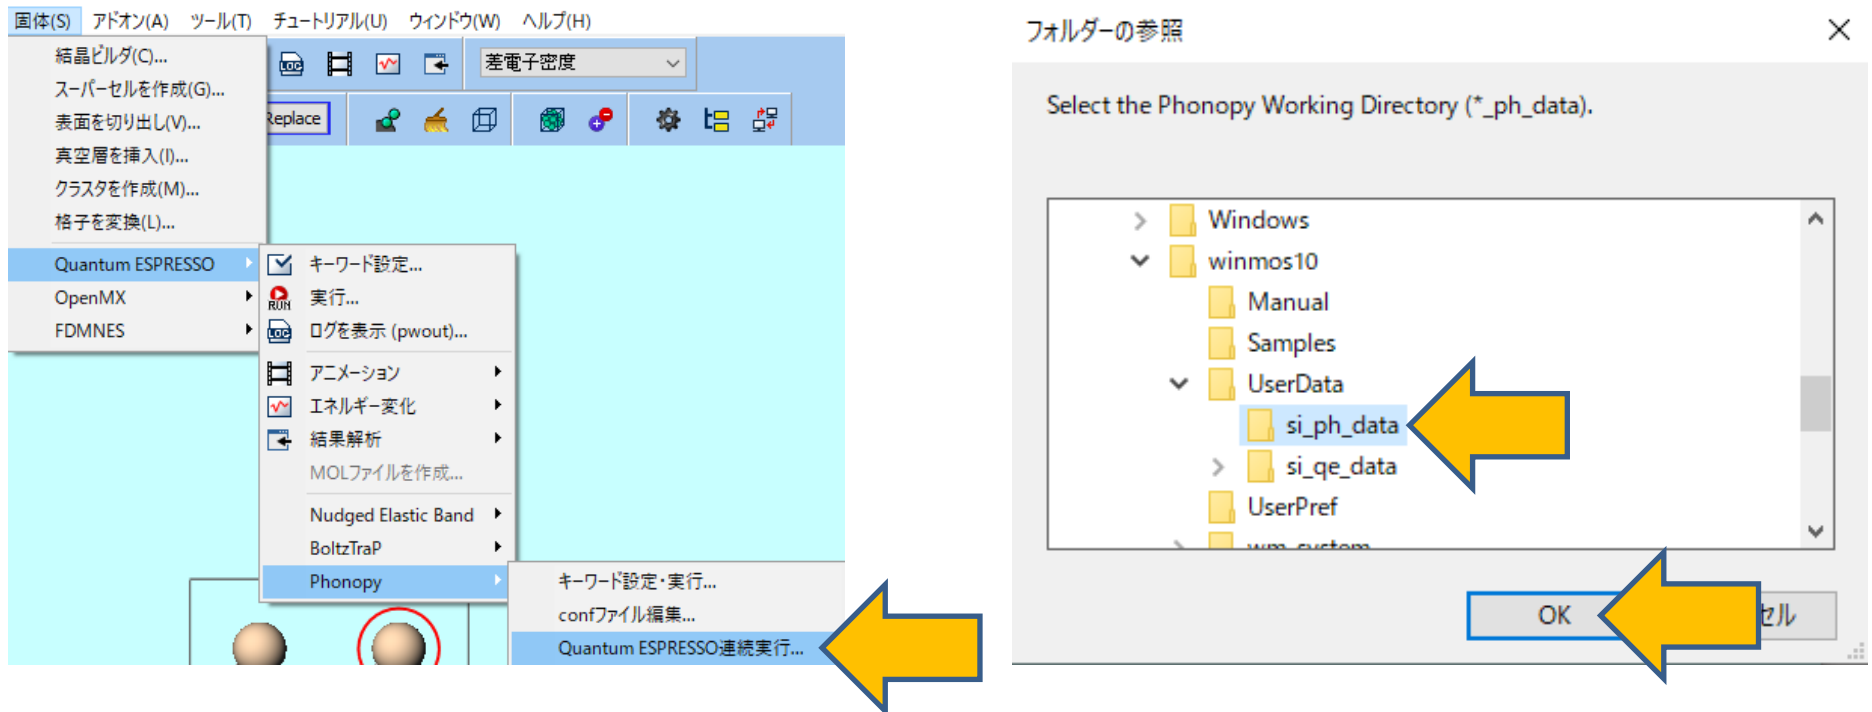 固体(S) アドオン(A) ツール(T) チュートリアル(U) ウィンドウ(W) ヘルプ(H)
結晶ビルダ(C)...
スーパーセルを作成(G)...
表面を切り出し(V)...
真空層を挿入(I)...
クラスタを作成(M)...
格子を変換(L)...
Quantum ESPRESSO
OpenMX
FDMNES
LOG
差電子密度
Replace
キーワード設定...
RUN
実行...
LOG
ログを表示 (pwout)...
アニメーション
エネルギー変化
結果解析
MOLファイルを作成...
Nudged Elastic Band
BoltzTraP
Phonopy
キーワード設定・実行...
confファイル編集...
Quantum ESPRESSO連続実行...
フォルダーの参照
Select the Phonopy Working Directory (*_ph_data).
Windows
winmos10
Manual
Samples
UserData
si_ph_data
si_qe_data
UserPref
wm_system
OK
セル